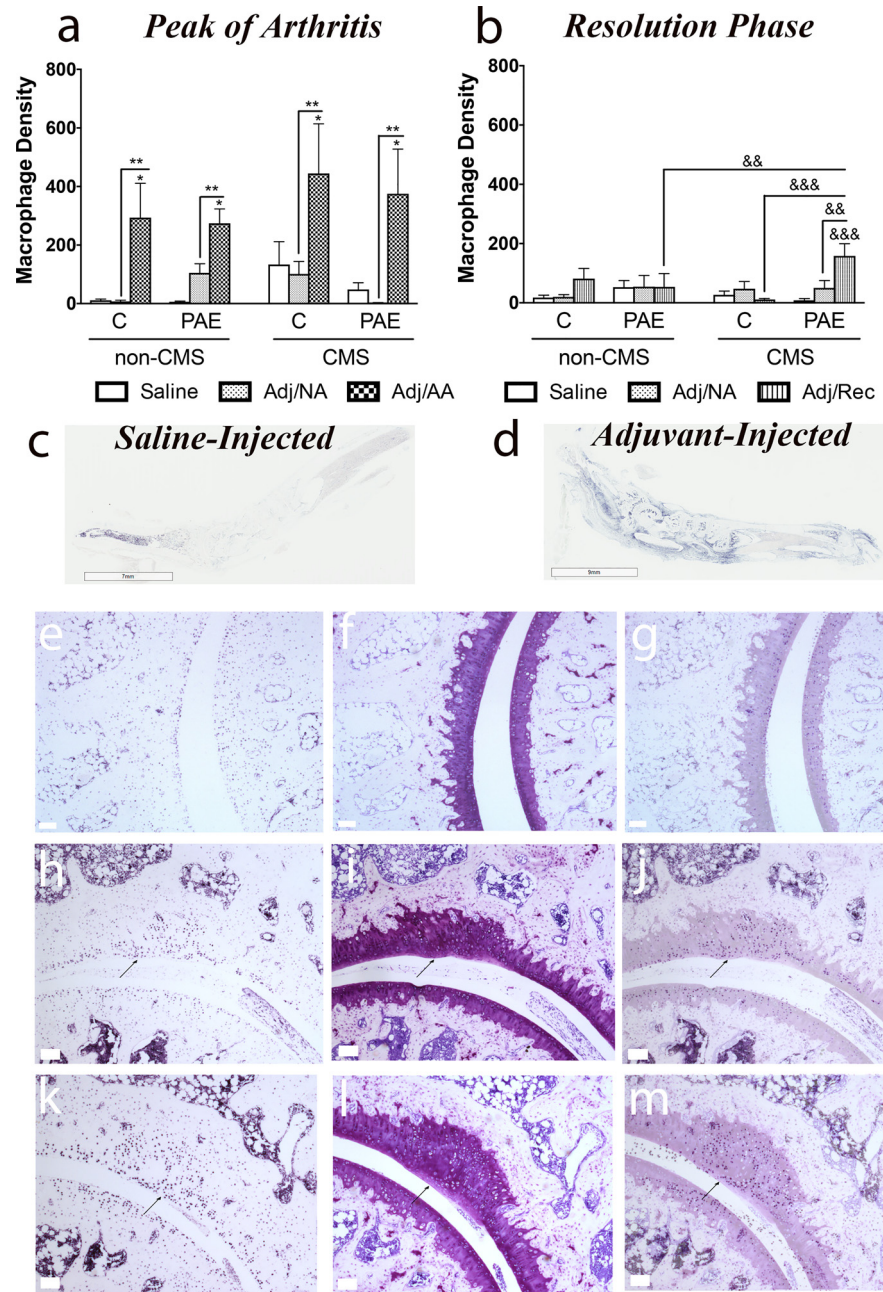 a Peak of Arthritis
b Resolution Phase
Macrophage Density
800
600
400
200
0
** * ** * ** * ** *
C PAE C PAE
non-CMS CMS
Saline Adj/NA Adj/AA
Macrophage Density
800
600
400
200
0
&&
&&&
&&
&&&
C PAE C PAE
non-CMS CMS
Saline Adj/NA Adj/Rec
c Saline-Injected
7mm
d Adjuvant-Injected
9mm
e f g
h i j
k l m